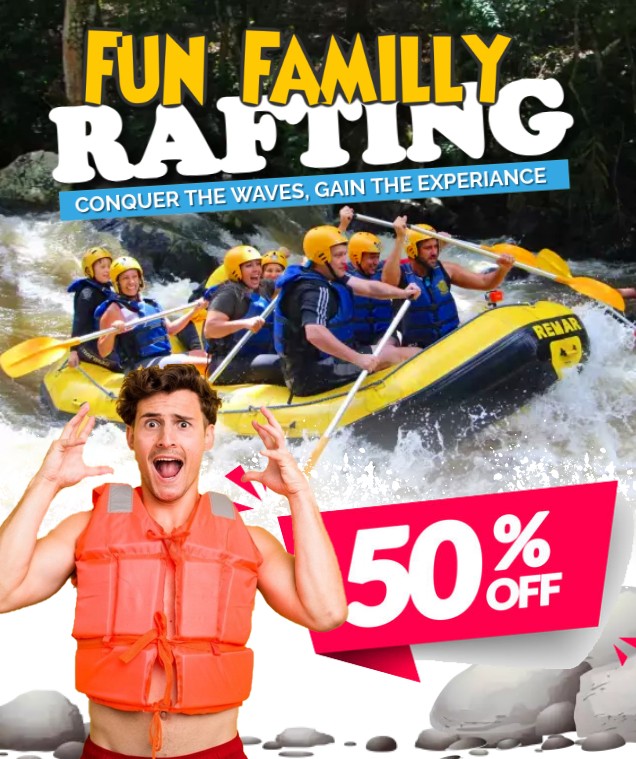 FUN FAMILLY
RAFTING
CONQUER THE WAVES, GAIN THE EXPERIANCE
REMAR
50%
OFF